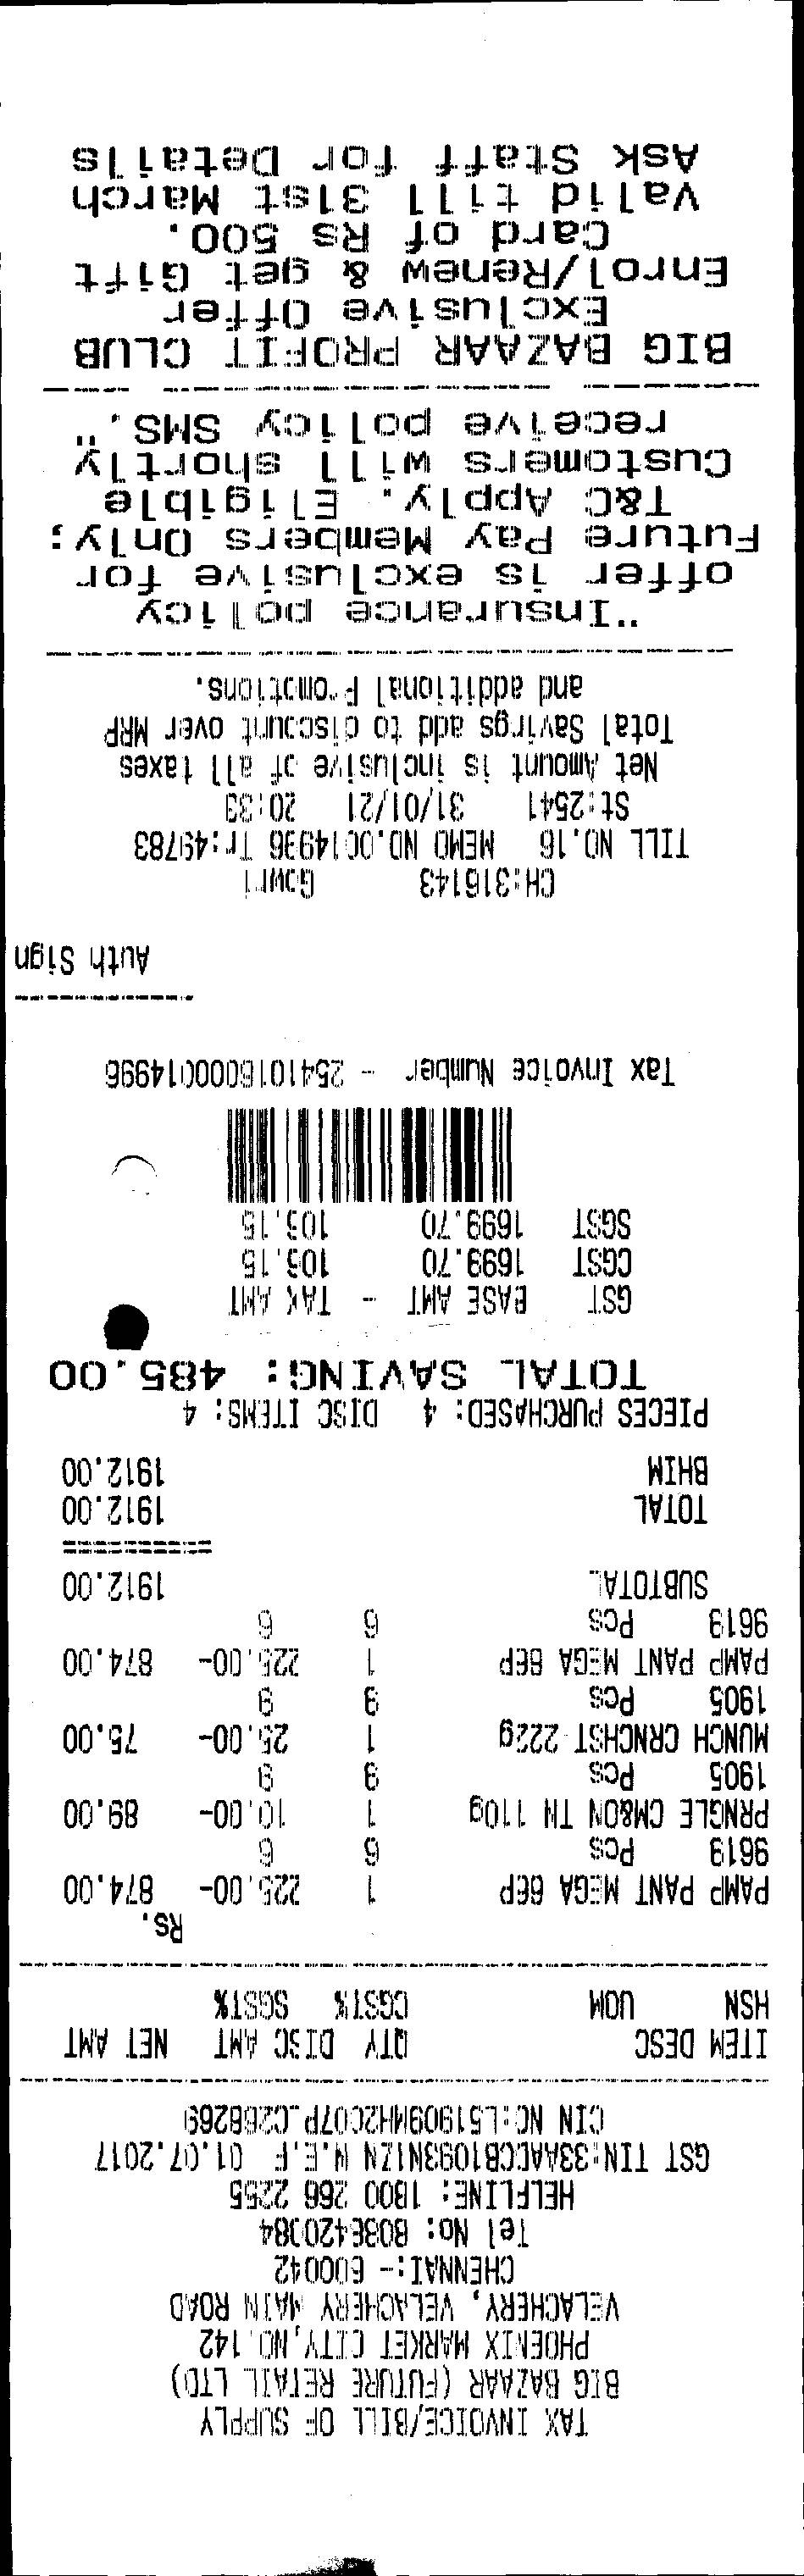 TAX INVOICE/BILL OF SUPPLY
BIG BAZAAR (FUTURE RETAIL LTD)
PHOENIX MARKET CITY, NO.142
VELACHERY, VELACHERY MAIN ROAD
CHENNAI:- 600042
Tel No:
HELPLINE: 1800 266 2255
GST TIN: W.E.F 01.07.2017
CIN NO:
ITEM DESC QTY DISC AMT NET AMT
HSN UOM CGST% SGST%
Rs.
PAMP PANT MEGA 66P 1 225.00- 874.00
9619 Pcs 6 6
PRNGLE CM&ON TN 110g 1 10.00- 89.00
1905 Pcs 9 9
MUNCH CRNCHST 222g 1 25.00- 75.00
1905 Pcs 9 9
PAMP PANT MEGA 66P 1 225.00- 874.00
9619 Pcs 6 6
SUBTOTAL 1912.00
===========
TOTAL 1912.00
BHIM 1912.00
PIECES PURCHASED: 4 DISC ITEMS: 4
TOTAL SAVING: 485.00
GST BASE AMT - TAX AMT
CGST 1699.70 106.15
SGST 1699.70 106.15
Tax Invoice Number - 254101600014996
Auth Sign
CH:316143 Gowri
TILL NO.16 MEMO NO.0014996 Tr:49783
St:2541 31/01/21 20:33
Net Amount is inclusive of all taxes
Total Savings add to discount over MRP
and additional Promotions.
"Insurance policy
offer is exclusive for
Future Pay Members Only;
T&C Apply. Eligible
Customers will shortly
receive policy SMS."
BIG BAZAAR PROFIT CLUB
Exclusive Offer
Enrol/Renew & get Gift
Card of Rs 500.
Valid till 31st March
Ask Staff for Details